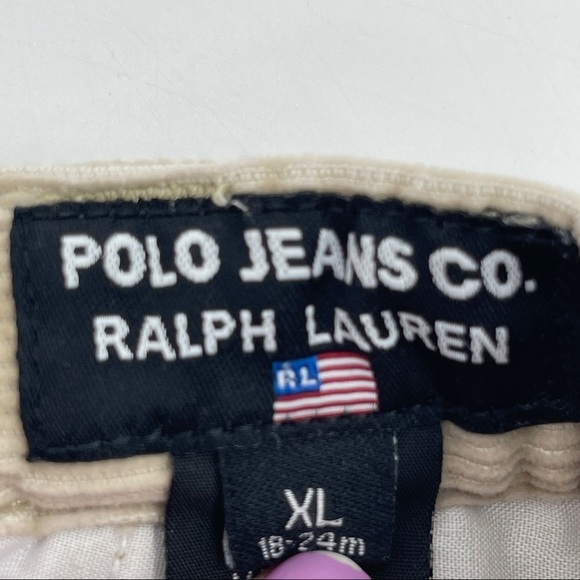 POLO JEANS CO.
RALPH LAUREN
RL
XL
18-24m